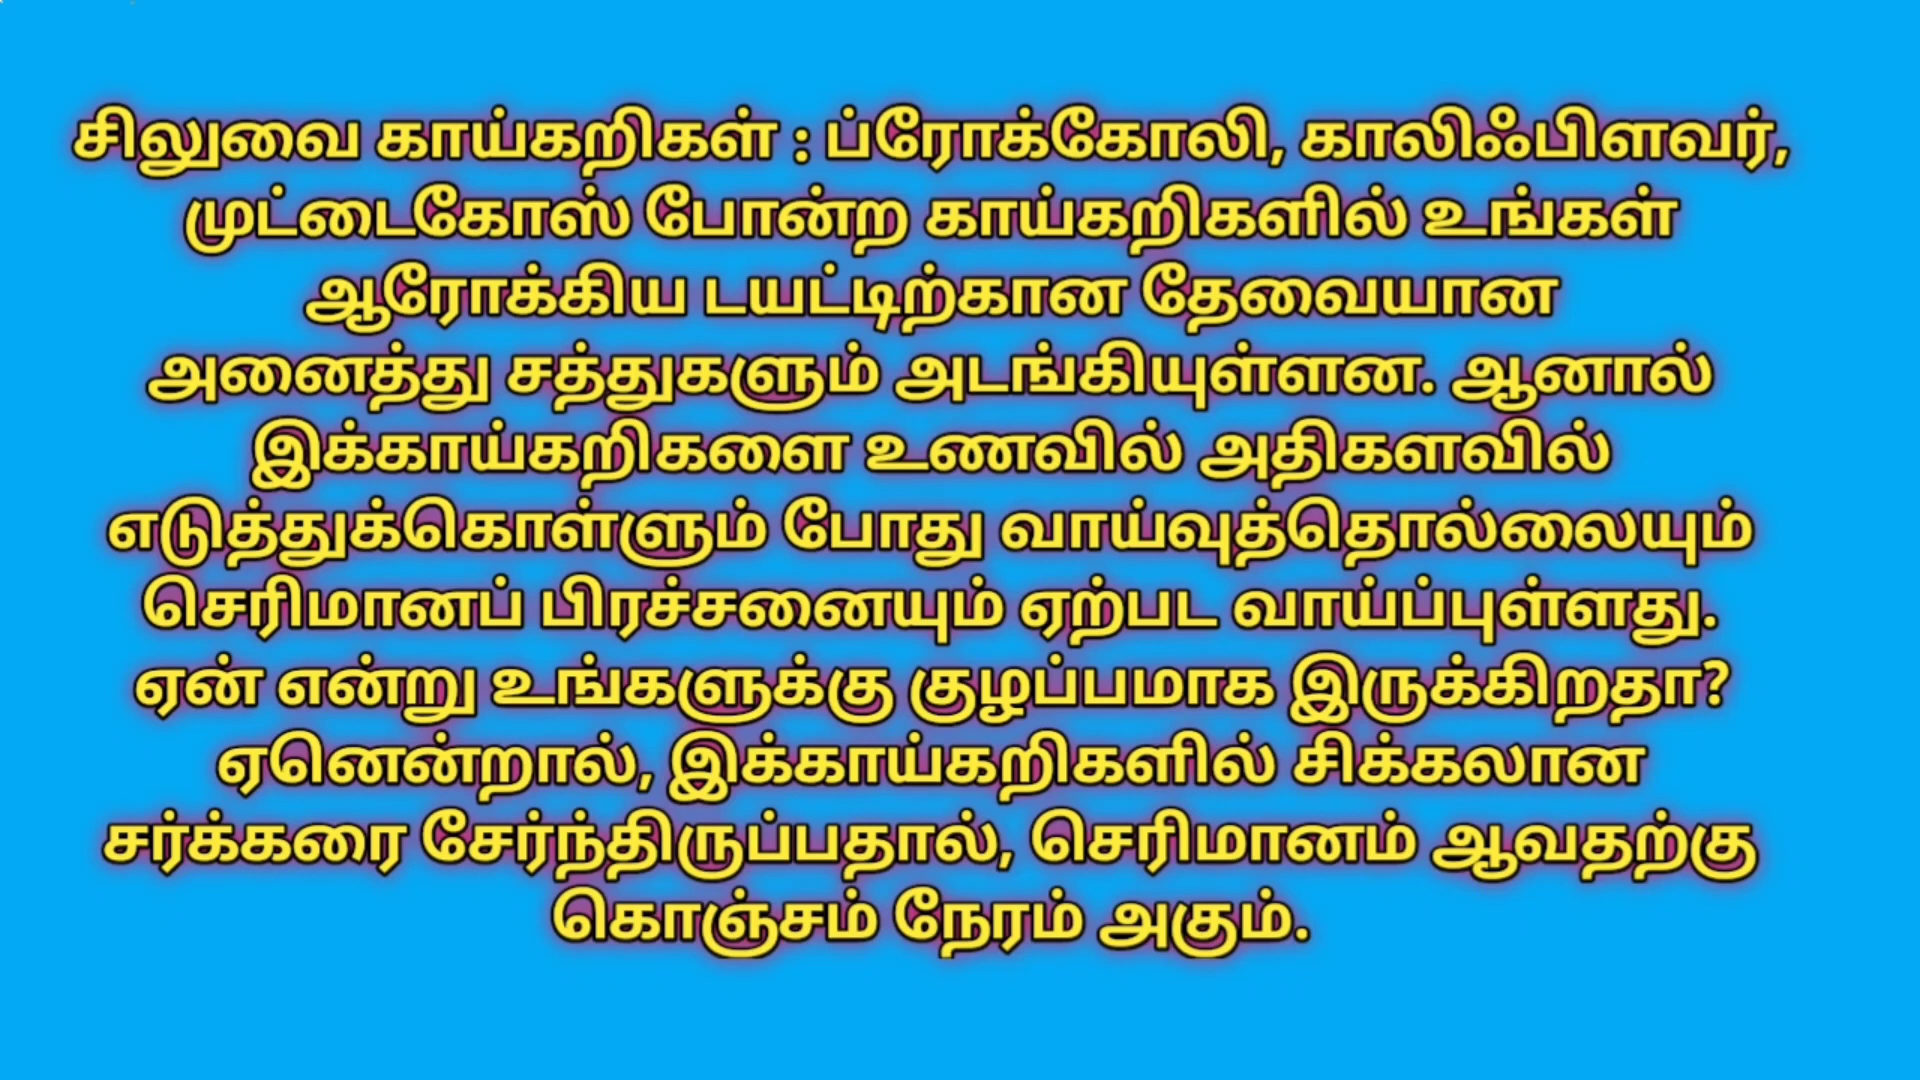 சிலுவை காய்கறிகள் : ப்ரோக்கோலி, காலிஃபிளவர்,
முட்டைகோஸ் போன்ற காய்கறிகளில் உங்கள்
ஆரோக்கிய டயட்டிற்கான தேவையான
அனைத்து சத்துகளும் அடங்கியுள்ளன. ஆனால்
இக்காய்கறிகளை உணவில் அதிகளவில்
எடுத்துக்கொள்ளும் போது வாய்வுத்தொல்லையும்
செரிமானப் பிரச்சனையும் ஏற்பட வாய்ப்புள்ளது.
ஏன் என்று உங்களுக்கு குழப்பமாக இருக்கிறதா?
ஏனென்றால், இக்காய்கறிகளில் சிக்கலான
சர்க்கரை சேர்ந்திருப்பதால், செரிமானம் ஆவதற்கு
கொஞ்சம் நேரம் அகும்.